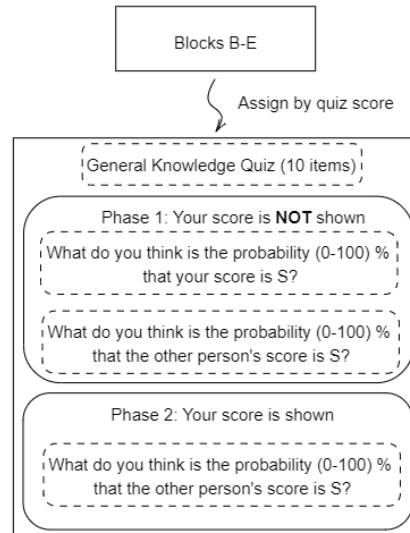 Blocks B-E
Assign by quiz score
General Knowledge Quiz (10 items)
Phase 1: Your score is NOT shown
What do you think is the probability (0-100) %
that your score is S?
What do you think is the probability (0-100) %
that the other person's score is S?
Phase 2: Your score is shown
What do you think is the probability (0-100) %
that the other person's score is S?